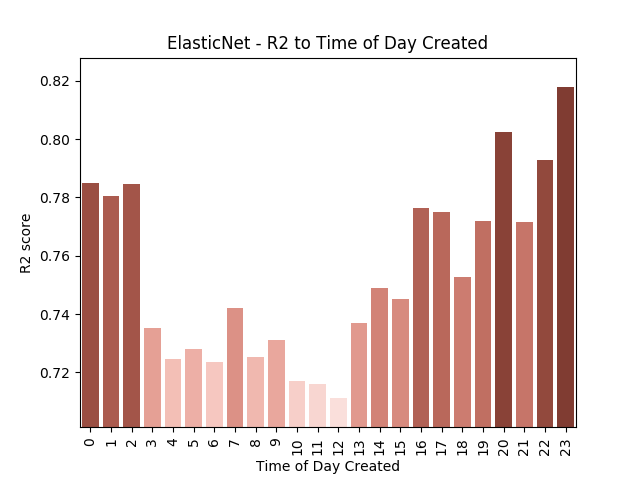 ElasticNet - R2 to Time of Day Created
0.82
0.80
0.78
0.76
0.74
0.72
R2 score
0 1 2 3 4 5 6 7 8 9 10 11 12 13 14 15 16 17 18 19 20 21 22 23
Time of Day Created